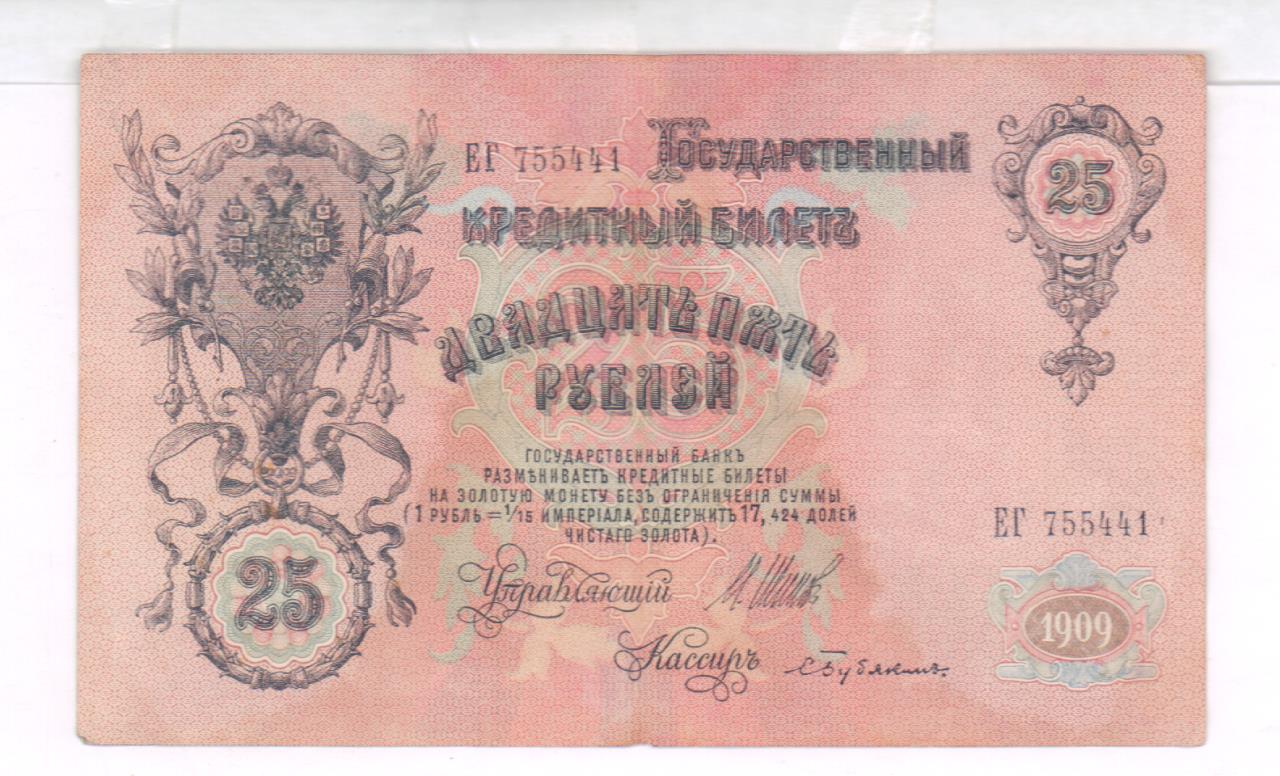 ЕГ 755441 Государственный
25
кредитный билетъ
двадцать пять
рублей
Государственный банкъ
размѣниваетъ кредитные билеты
на золотую монету безъ ограниченія суммы
(1 рубль = 1/15 имперіала, содержитъ 17,424 долей
чистаго золота).
ЕГ 755441
25
Управляющій
1909
Кассиръ